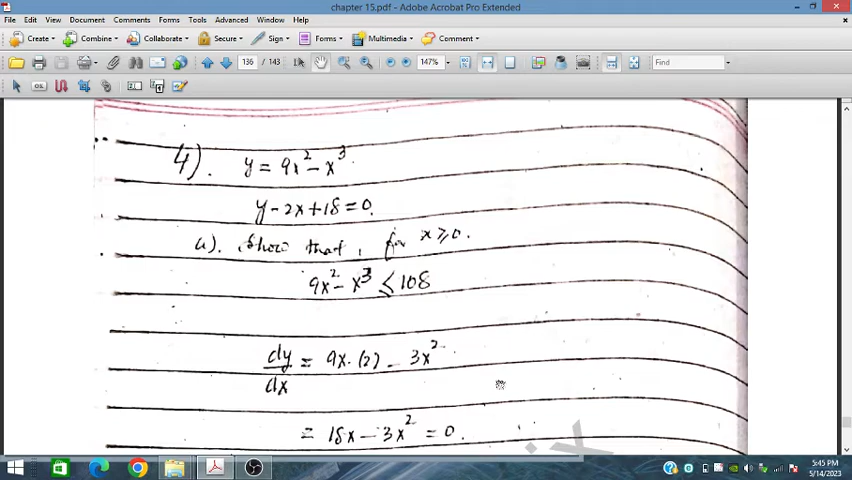 chapter 15.pdf - Adobe Acrobat Pro Extended
File Edit View Document Comments Forms Tools Advanced Window Help
Create Combine Collaborate Secure Sign Forms Multimedia Comment
136 / 143 147% Find
4). y = 9x² - x³.
y - 2x + 18 = 0.
a). Show that, for x ⩾ 0.
9x² - x³ ⩽ 108
dy/dx = 9x.(2) - 3x²
= 18x - 3x² = 0.
5:45 PM
5/14/2023